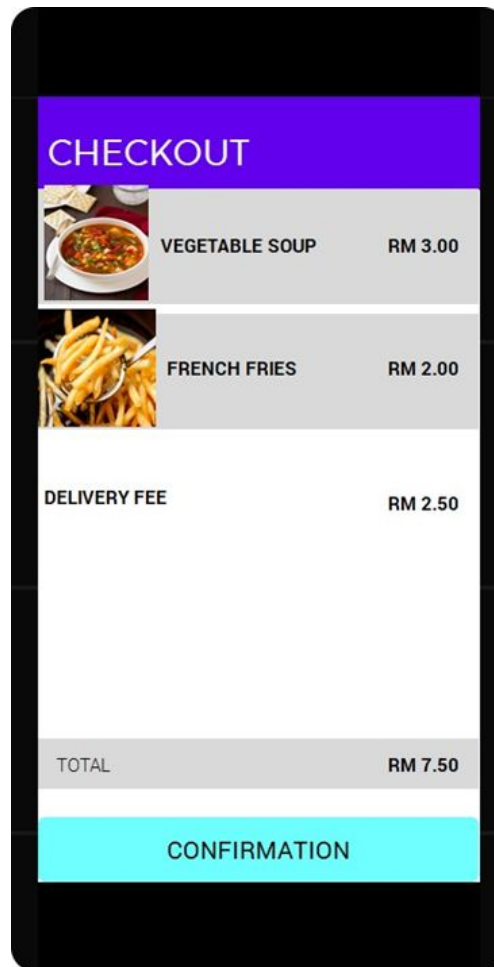 CHECKOUT
VEGETABLE SOUP RM 3.00
FRENCH FRIES RM 2.00
DELIVERY FEE RM 2.50
TOTAL RM 7.50
CONFIRMATION